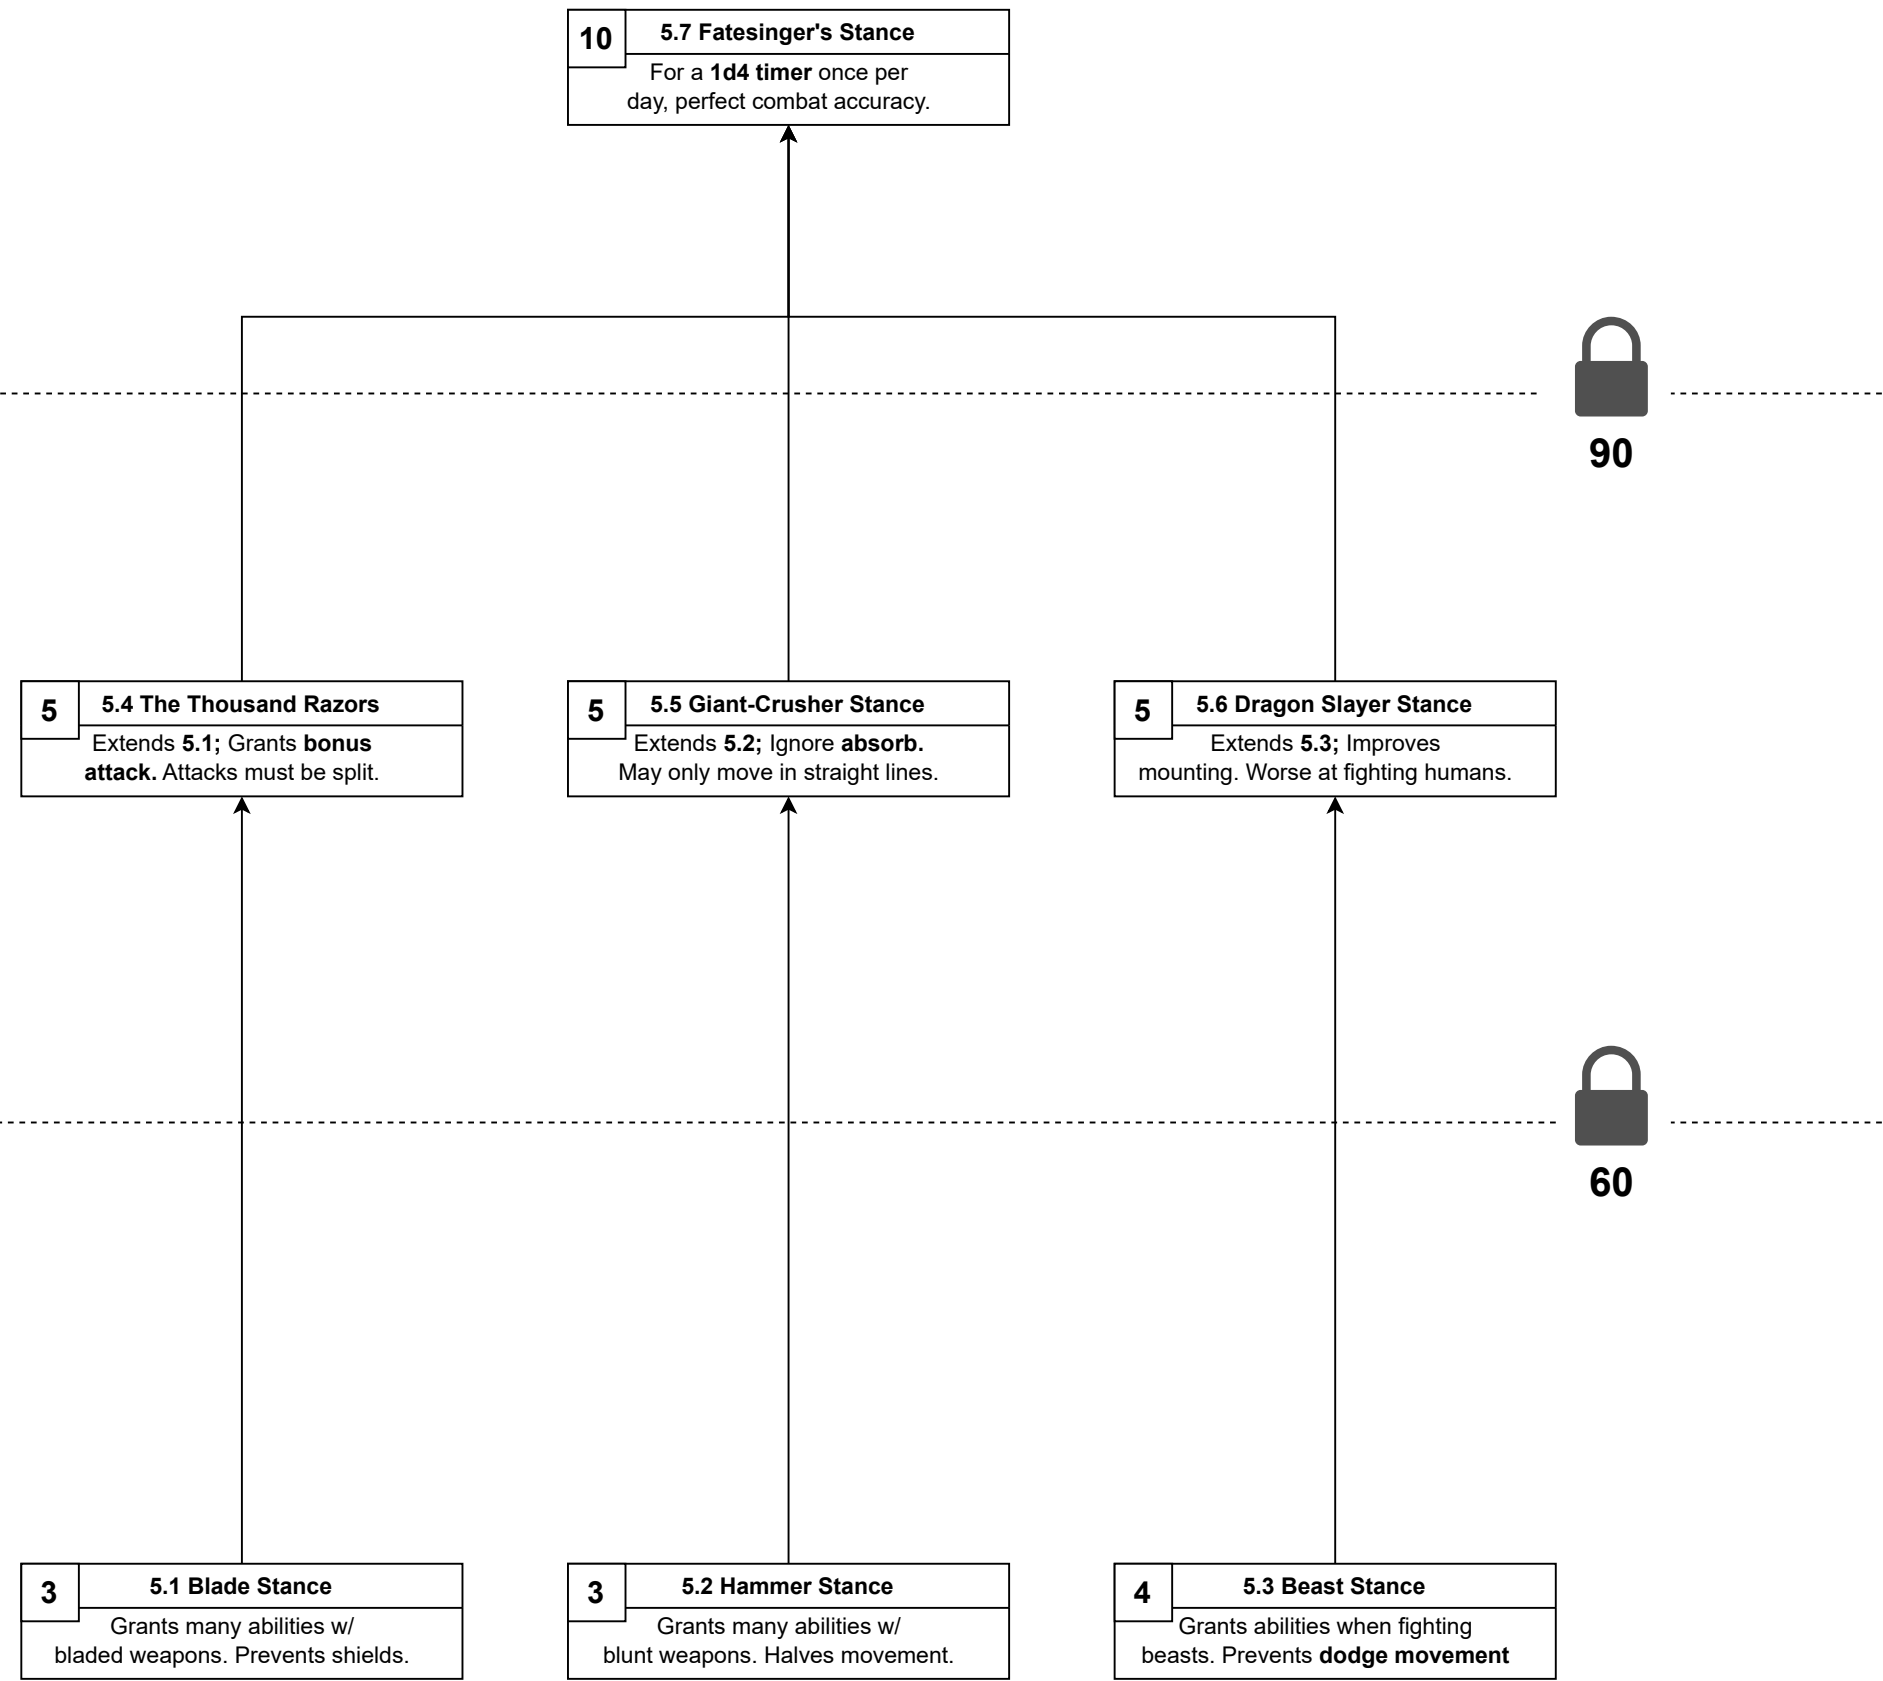 10
5.7 Fatesinger's Stance
For a 1d4 timer once per
day, perfect combat accuracy.
90
5
5.4 The Thousand Razors
Extends 5.1; Grants bonus
attack. Attacks must be split.
5
5.5 Giant-Crusher Stance
Extends 5.2; Ignore absorb.
May only move in straight lines.
5
5.6 Dragon Slayer Stance
Extends 5.3; Improves
mounting. Worse at fighting humans.
60
3
5.1 Blade Stance
Grants many abilities w/
bladed weapons. Prevents shields.
3
5.2 Hammer Stance
Grants many abilities w/
blunt weapons. Halves movement.
4
5.3 Beast Stance
Grants abilities when fighting
beasts. Prevents dodge movement